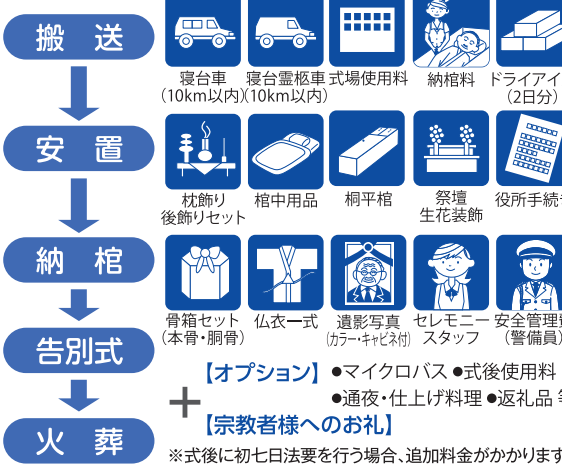 搬 送
安 置
納 棺
告別式
火 葬
寝台車
(10km以内)
寝台霊柩車
(10km以内)
式場使用料
納棺料
ドライアイ
(2日分)
枕飾り
後飾りセット
棺中用品
桐平棺
祭壇
生花装飾
役所手続
骨箱セット
(本骨・胴骨)
仏衣一式
遺影写真
(カラー・キャビネ付)
セレモニー
スタッフ
安全管理費
(警備員)
+
【オプション】 ●マイクロバス ●式後使用料
●通夜・仕上げ料理 ●返礼品 等
【宗教者様へのお礼】
※式後に初七日法要を行う場合、追加料金がかかります